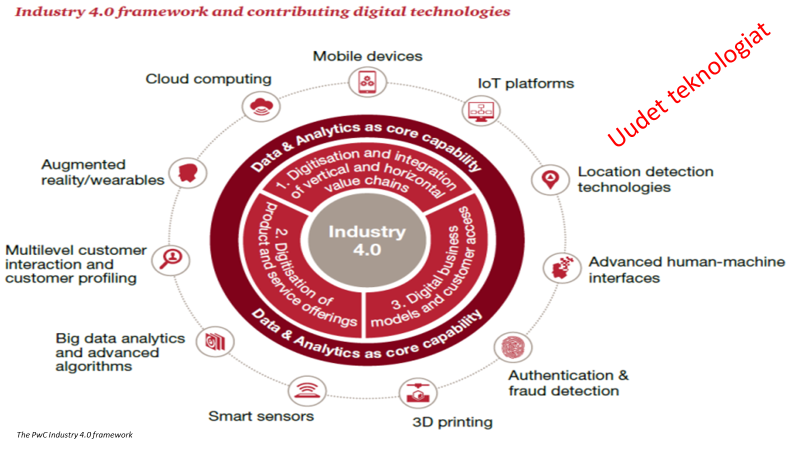 Industry 4.0 framework and contributing digital technologies
Uudet teknologiat
Mobile devices
Cloud computing
IoT platforms
Augmented
reality/wearables
Location detection
technologies
Multilevel customer
interaction and
customer profiling
Advanced human-machine
interfaces
Big data analytics
and advanced
algorithms
Authentication &
fraud detection
Smart sensors
3D printing
Data & Analytics as core capability
1. Digitisation and integration
of vertical and horizontal
value chains
Industry
4.0
2. Digitisation of
product and service offerings
3. Digital business
models and customer access
Data & Analytics as core capability
The PwC Industry 4.0 framework